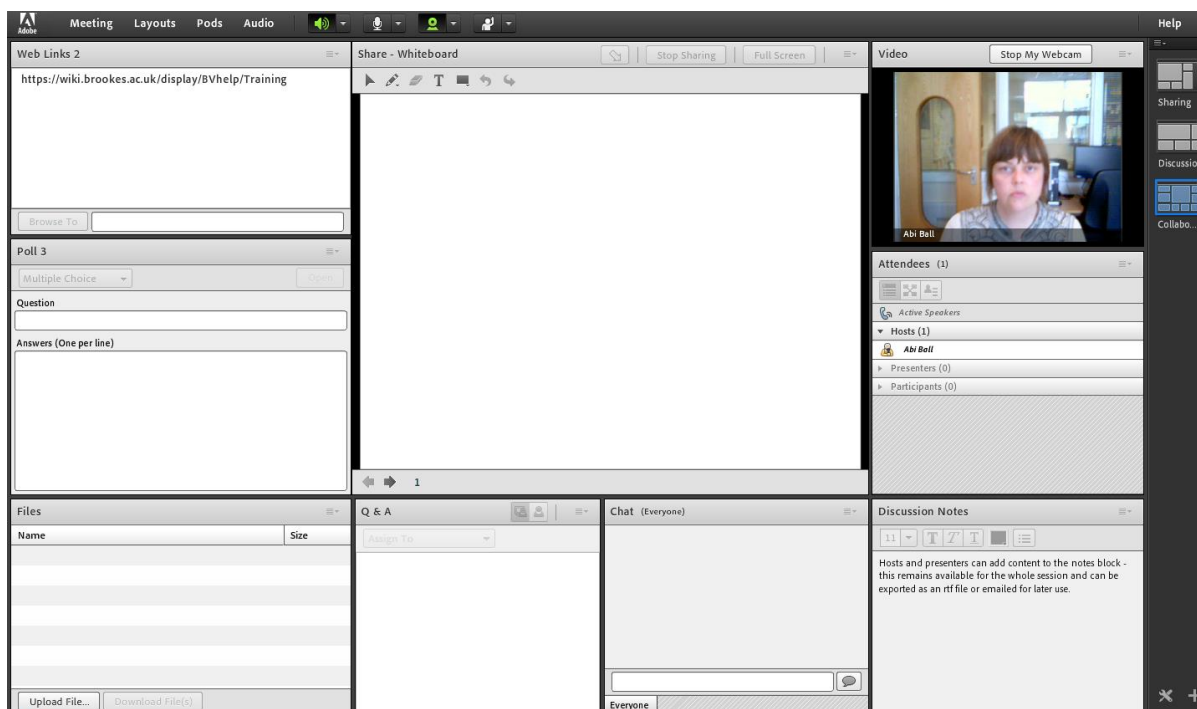 Adobe
Meeting Layouts Pods Audio
Help
Web Links 2
https://wiki.brookes.ac.uk/display/BVhelp/Training
Browse To
Poll 3
Multiple Choice
Open
Question
Answers (One per line)
Share - Whiteboard
Stop Sharing
Full Screen
T
1
Video
Stop My Webcam
Abi Ball
Attendees (1)
Active Speakers
Hosts (1)
Abi Ball
Presenters (0)
Participants (0)
Sharing
Discussio
Collabo...
Files
Name Size
Upload File... Download File(s)
Q & A
Assign To
Chat (Everyone)
Everyone
Discussion Notes
11 T T T
Hosts and presenters can add content to the notes block -
this remains available for the whole session and can be
exported as an rtf file or emailed for later use.